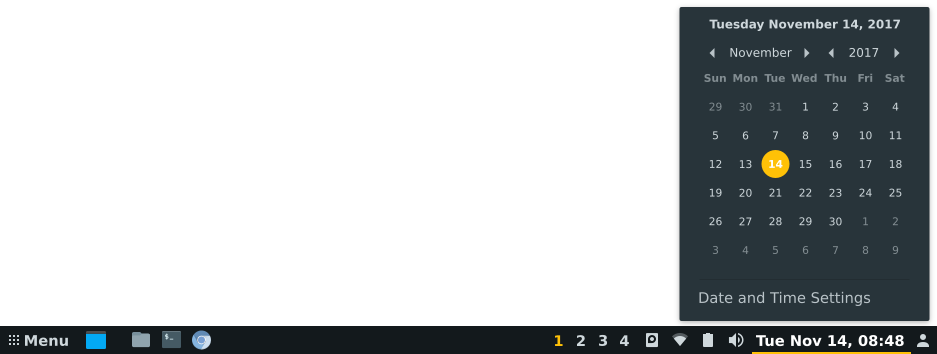 Tuesday November 14, 2017
November 2017
Sun Mon Tue Wed Thu Fri Sat
29 30 31 1 2 3 4
5 6 7 8 9 10 11
12 13 14 15 16 17 18
19 20 21 22 23 24 25
26 27 28 29 30 1 2
3 4 5 6 7 8 9
Date and Time Settings
Menu $- 1 2 3 4 Tue Nov 14, 08:48